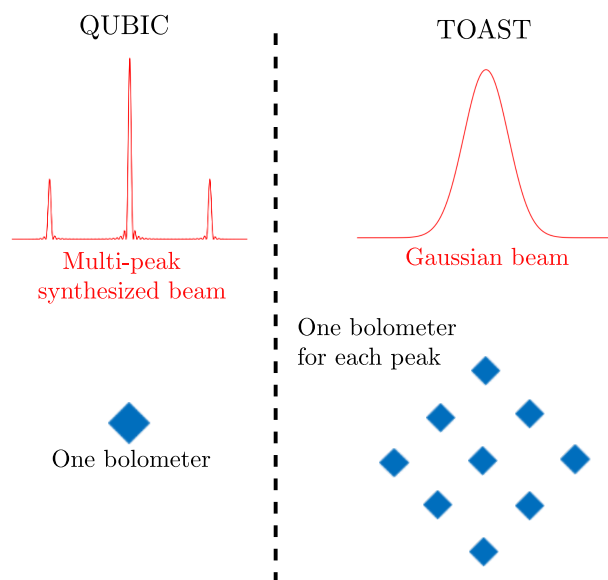 QUBIC
TOAST
Multi-peak
synthesized beam
Gaussian beam
One bolometer
for each peak
One bolometer